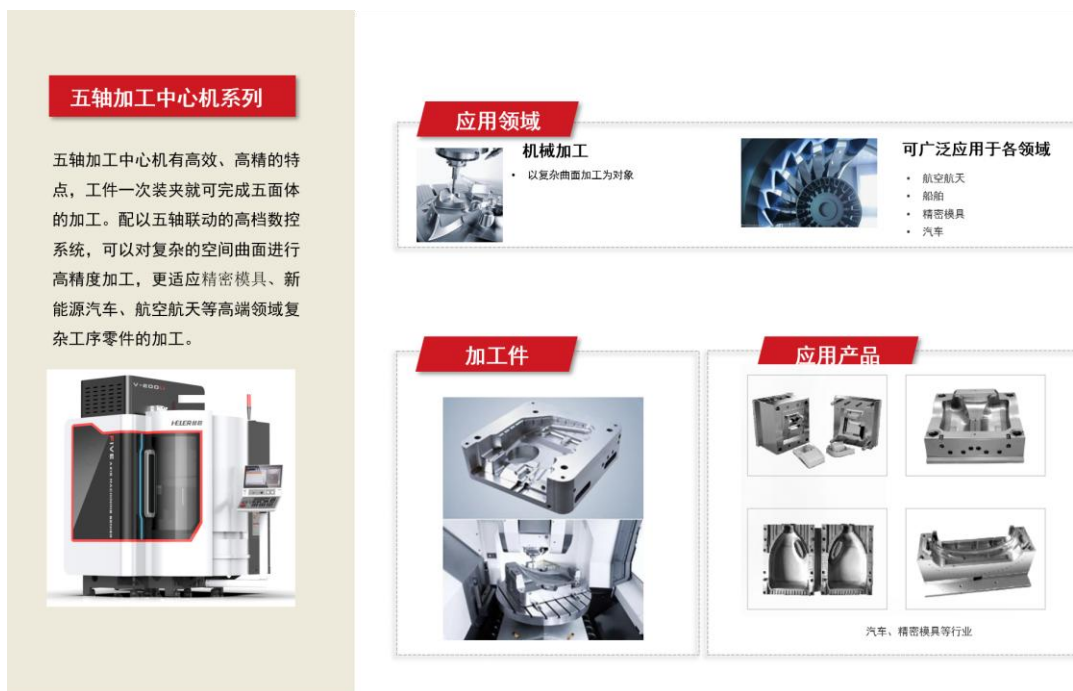 五轴加工中心机系列
五轴加工中心机有高效、高精的特
点，工件一次装夹就可完成五面体
的加工。配以五轴联动的高档数控
系统，可以对复杂的空间曲面进行
高精度加工，更适应精密模具、新
能源汽车、航空航天等高端领域复
杂工序零件的加工。
应用领域
机械加工
• 以复杂曲面加工为对象
可广泛应用于各领域
• 航空航天
• 船舶
• 精密模具
• 汽车
加工件
应用产品
汽车、精密模具等行业